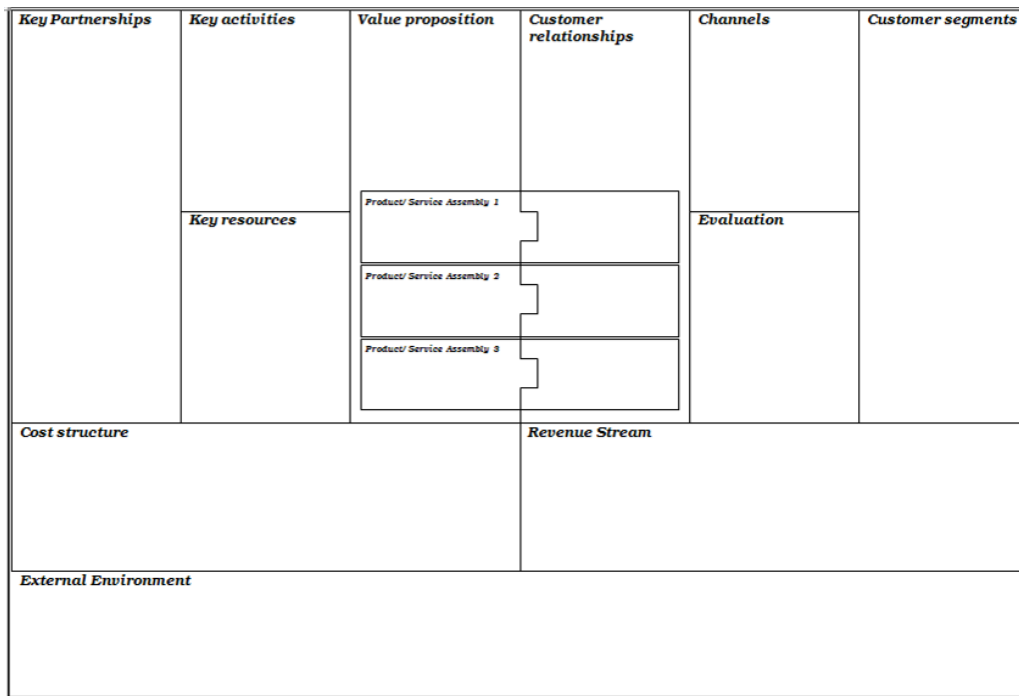 Key Partnerships
Key activities
Value proposition
Customer
relationships
Channels
Customer segments
Product/ Service Assembly 1
Key resources
Evaluation
Product/ Service Assembly 2
Product/ Service Assembly 3
Cost structure
Revenue Stream
External Environment